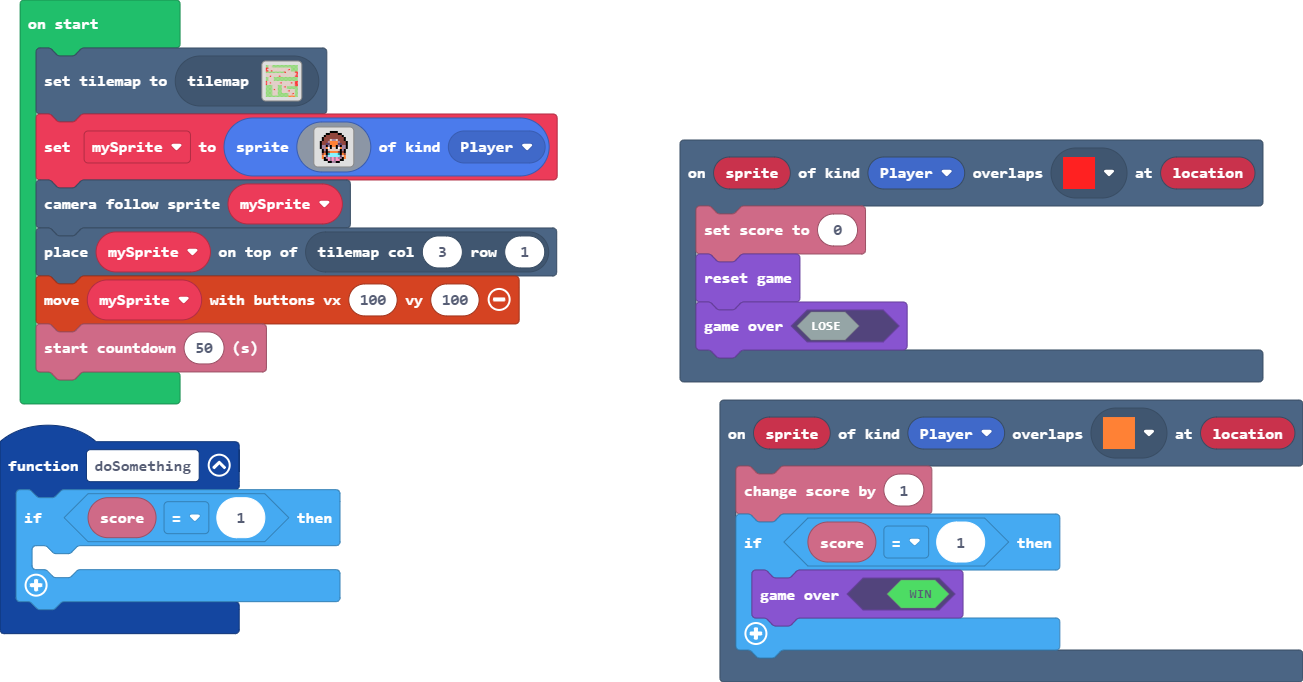 on start
set tilemap to tilemap
set mySprite to sprite of kind Player
camera follow sprite mySprite
place mySprite on top of tilemap col 3 row 1
move mySprite with buttons vx 100 vy 100
start countdown 50 (s)
function doSomething
if score = 1 then
on sprite of kind Player overlaps at location
set score to 0
reset game
game over LOSE
on sprite of kind Player overlaps at location
change score by 1
if score = 1 then
game over WIN